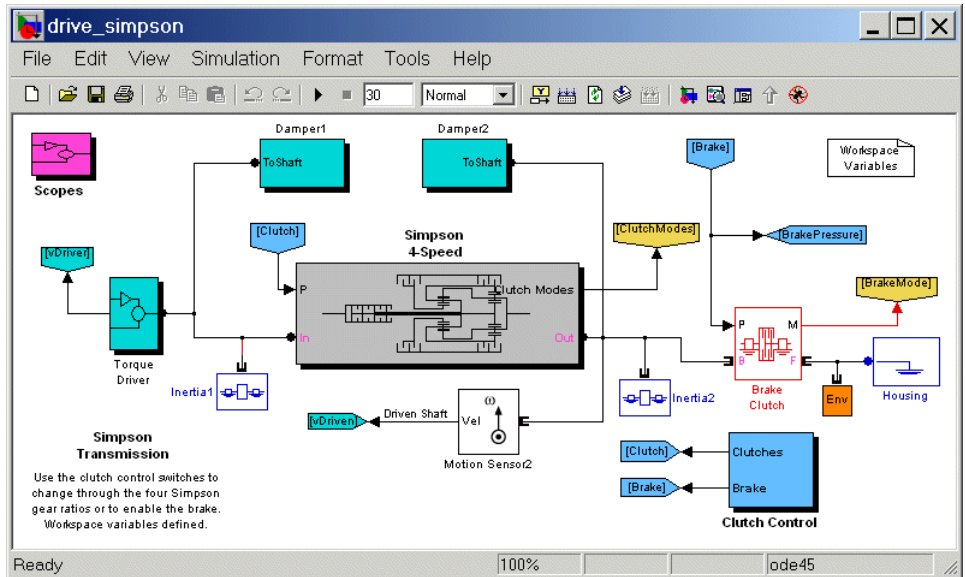 drive_simpson
File Edit View Simulation Format Tools Help
30 Normal
Damper1
Damper2
ToShaft
ToShaft
[Brake]
Workspace
Variables
Scopes
[Clutch]
Simpson
4-Speed
[ClutchModes]
[BrakePressure]
[vDriver]
P
Clutch Modes
[BrakeMode]
In
Out
P M
B F
Torque
Driver
Inertia1
Inertia2
Brake
Clutch
Env
Housing
ω
[vDriven]
Driven Shaft
Vel
Motion Sensor2
Simpson
Transmission
Use the clutch control switches to
change through the four Simpson
gear ratios or to enable the brake.
Workspace variables defined.
[Clutch]
Clutches
[Brake]
Brake
Clutch Control
Ready 100% ode45